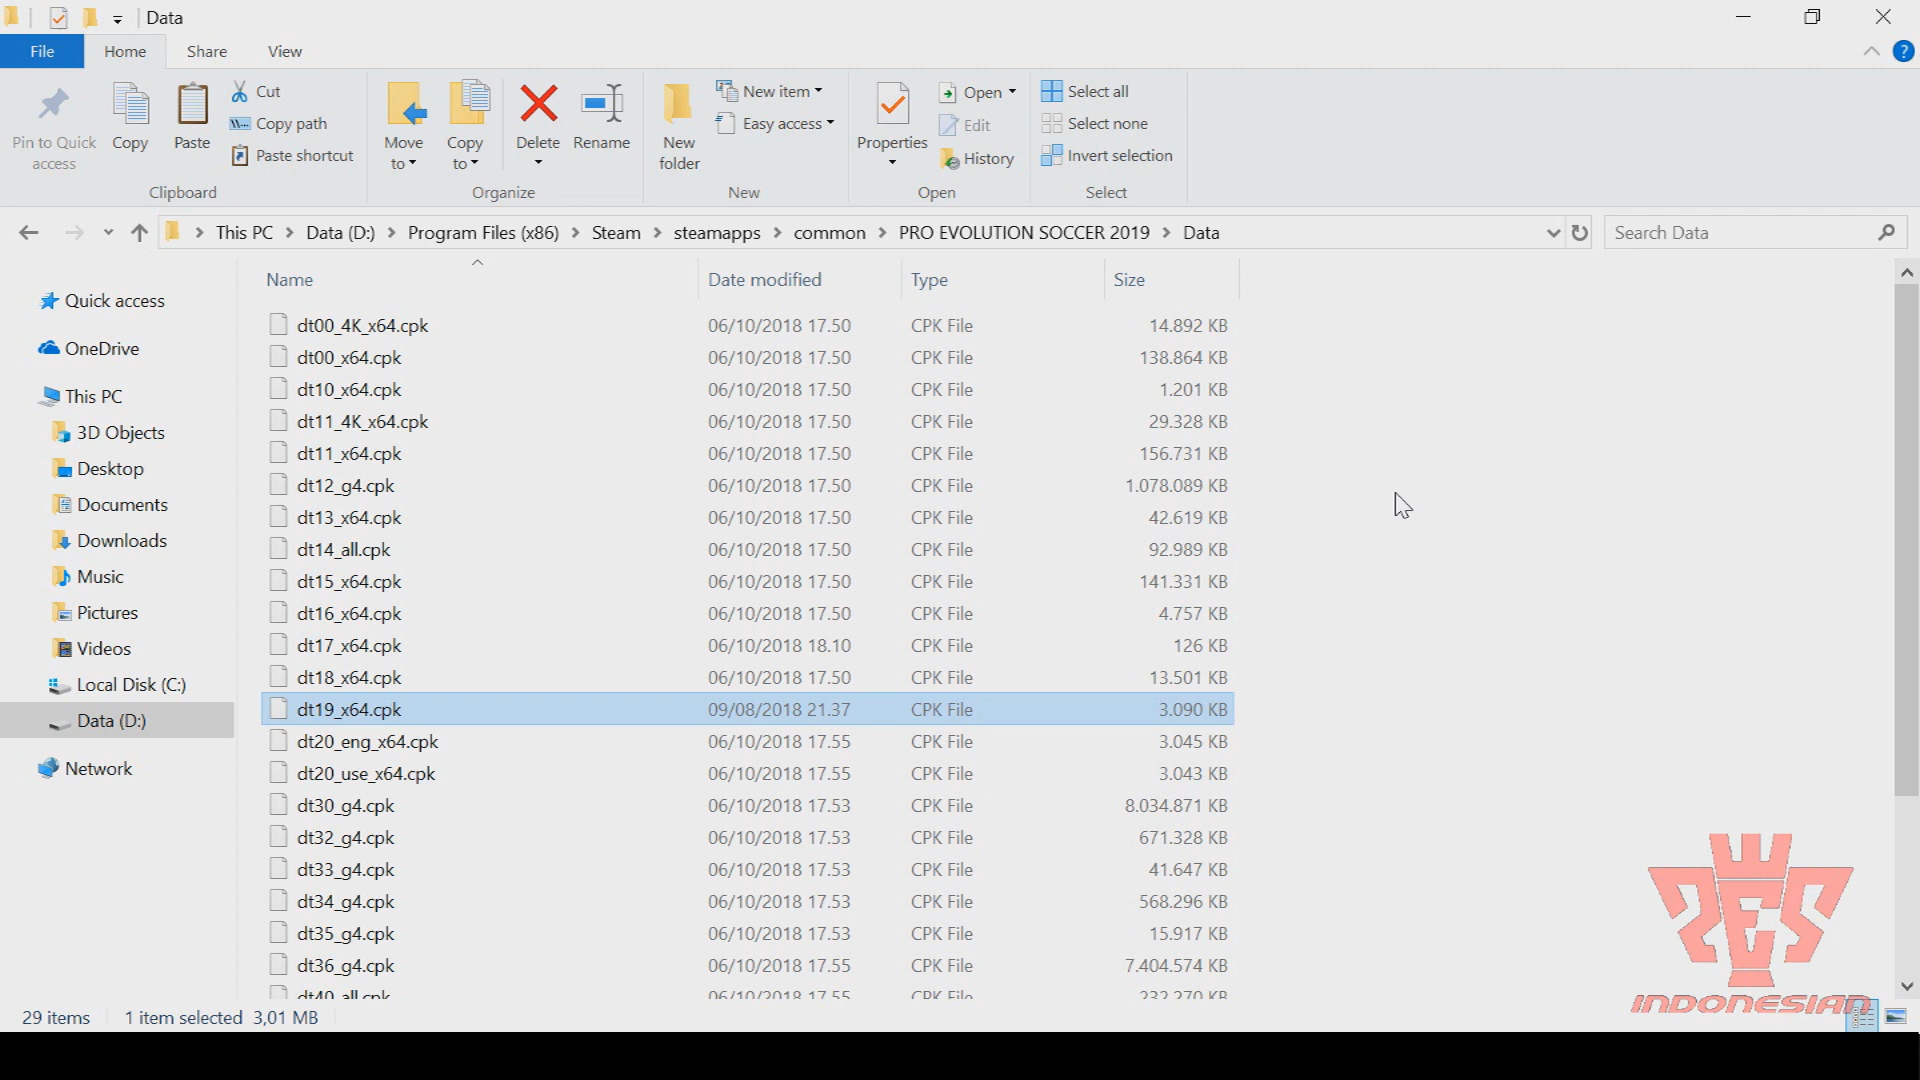 Data
File Home Share View
Pin to Quick access
Copy
Paste
Cut
Copy path
Paste shortcut
Clipboard
Move to
Copy to
Delete
Rename
Organize
New folder
New item
Easy access
New
Properties
Open
Edit
History
Open
Select all
Select none
Invert selection
Select
This PC Data (D:) Program Files (x86) Steam steamapps common PRO EVOLUTION SOCCER 2019 Data
Search Data
Quick access
OneDrive
This PC
3D Objects
Desktop
Documents
Downloads
Music
Pictures
Videos
Local Disk (C:)
Data (D:)
Network
Name Date modified Type Size
dt00_4K_x64.cpk 06/10/2018 17.50 CPK File 14.892 KB
dt00_x64.cpk 06/10/2018 17.50 CPK File 138.864 KB
dt10_x64.cpk 06/10/2018 17.50 CPK File 1.201 KB
dt11_4K_x64.cpk 06/10/2018 17.50 CPK File 29.328 KB
dt11_x64.cpk 06/10/2018 17.50 CPK File 156.731 KB
dt12_g4.cpk 06/10/2018 17.50 CPK File 1.078.089 KB
dt13_x64.cpk 06/10/2018 17.50 CPK File 42.619 KB
dt14_all.cpk 06/10/2018 17.50 CPK File 92.989 KB
dt15_x64.cpk 06/10/2018 17.50 CPK File 141.331 KB
dt16_x64.cpk 06/10/2018 17.50 CPK File 4.757 KB
dt17_x64.cpk 06/10/2018 18.10 CPK File 126 KB
dt18_x64.cpk 06/10/2018 17.50 CPK File 13.501 KB
dt19_x64.cpk 09/08/2018 21.37 CPK File 3.090 KB
dt20_eng_x64.cpk 06/10/2018 17.55 CPK File 3.045 KB
dt20_use_x64.cpk 06/10/2018 17.55 CPK File 3.043 KB
dt30_g4.cpk 06/10/2018 17.53 CPK File 8.034.871 KB
dt32_g4.cpk 06/10/2018 17.53 CPK File 671.328 KB
dt33_g4.cpk 06/10/2018 17.53 CPK File 41.647 KB
dt34_g4.cpk 06/10/2018 17.53 CPK File 568.296 KB
dt35_g4.cpk 06/10/2018 17.53 CPK File 15.917 KB
dt36_g4.cpk 06/10/2018 17.55 CPK File 7.404.574 KB
dt40_all.cpk 06/10/2018 17.55 CPK File 232.270 KB
29 items 1 item selected 3,01 MB
PES
INDONESIAN